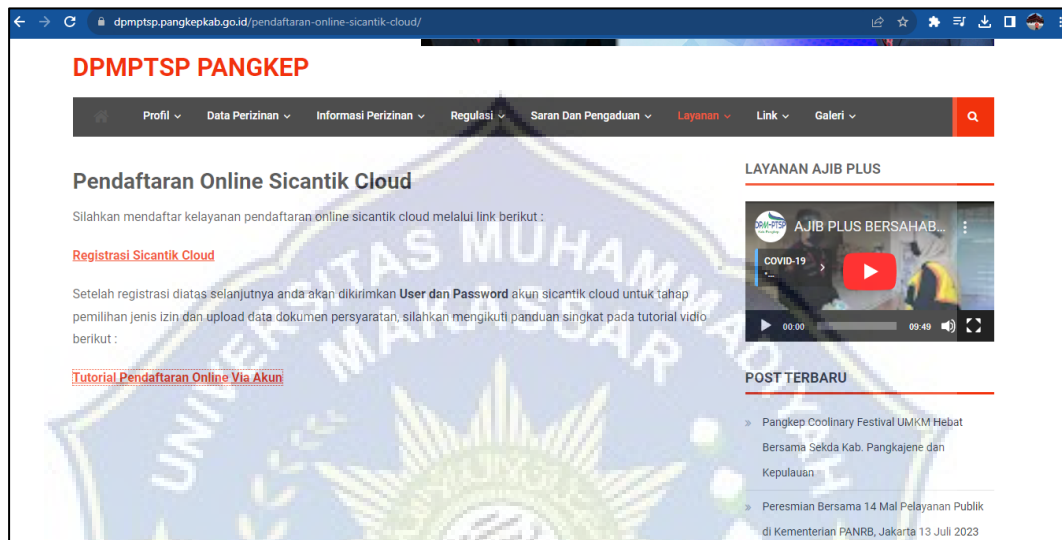 dpmptsp.pangkepkab.go.id/pendaftaran-online-sicantik-cloud/
DPMPTSP PANGKEP
Profil Data Perizinan Informasi Perizinan Regulasi Saran Dan Pengaduan Layanan Link Galeri
Pendaftaran Online Sicantik Cloud
Silahkan mendaftar kelayanan pendaftaran online sicantik cloud melalui link berikut :
Registrasi Sicantik Cloud
Setelah registrasi diatas selanjutnya anda akan dikirimkan User dan Password akun sicantik cloud untuk tahap
pemilihan jenis izin dan upload data dokumen persyaratan, silahkan mengikuti panduan singkat pada tutorial vidio
berikut :
Tutorial Pendaftaran Online Via Akun
LAYANAN AJIB PLUS
AJIB PLUS BERSAHAB...
COVID-19
00:00 09:49
POST TERBARU
» Pangkep Coolinary Festival UMKM Hebat
Bersama Sekda Kab. Pangkajene dan
Kepulauan
» Peresmian Bersama 14 Mal Pelayanan Publik
di Kementerian PANRB, Jakarta 13 Juli 2023
UNIVERSITAS MUHAMMADIYAH
MAKASSAR